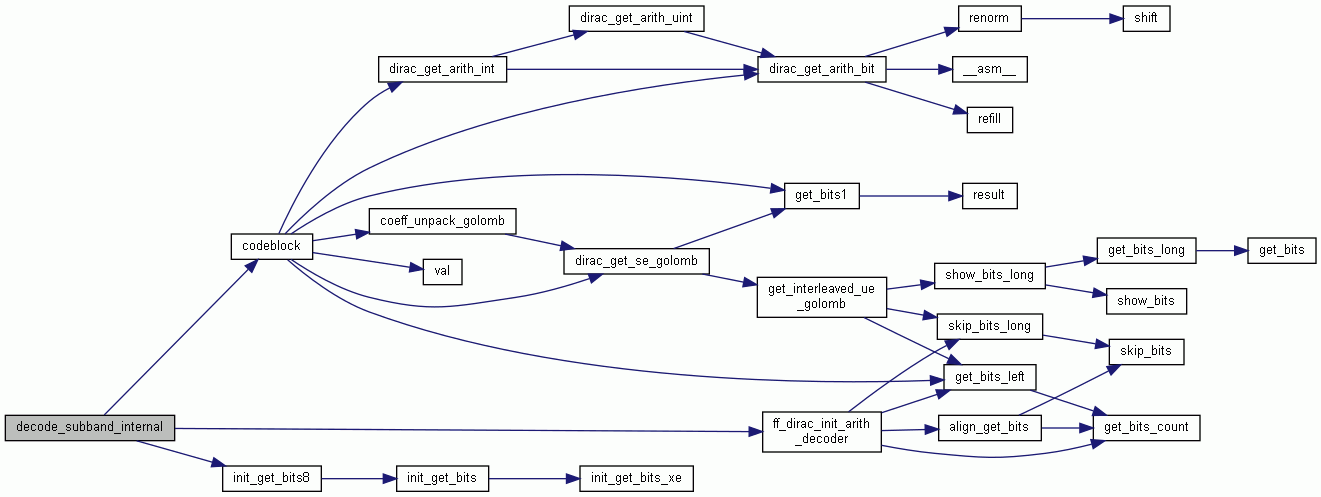 dirac_get_arith_uint
renorm
shift
dirac_get_arith_int
dirac_get_arith_bit
__asm__
refill
get_bits1
result
coeff_unpack_golomb
codeblock
val
dirac_get_se_golomb
get_bits_long
get_bits
show_bits_long
get_interleaved_ue
_golomb
show_bits
skip_bits_long
skip_bits
get_bits_left
decode_subband_internal
ff_dirac_init_arith
_decoder
align_get_bits
get_bits_count
init_get_bits8
init_get_bits
init_get_bits_xe